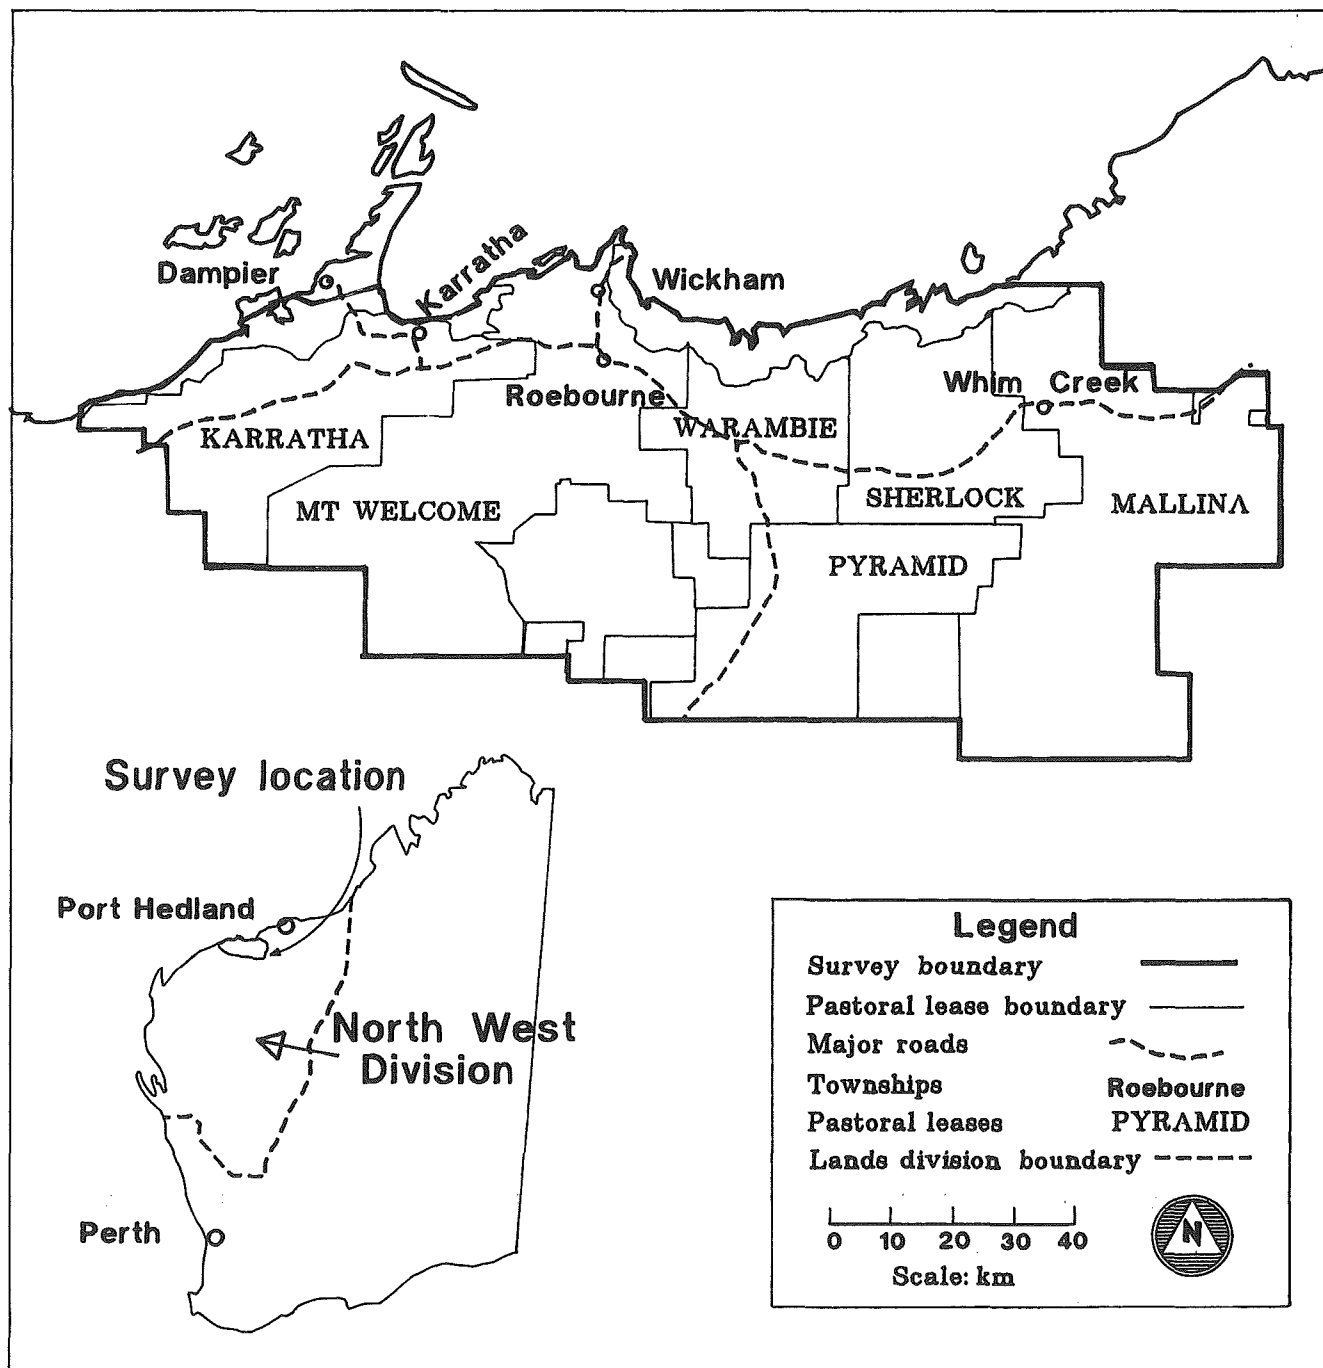 Dampier
Karratha
Wickham
Roebourne
Whim Creek
KARRATHA
WARAMBIE
MT WELCOME
SHERLOCK
MALLINA
PYRAMID
Survey location
Port Hedland
North West
Division
Perth
Legend
Survey boundary
Pastoral lease boundary
Major roads
Townships Roebourne
Pastoral leases PYRAMID
Lands division boundary
0 10 20 30 40
Scale: km
N